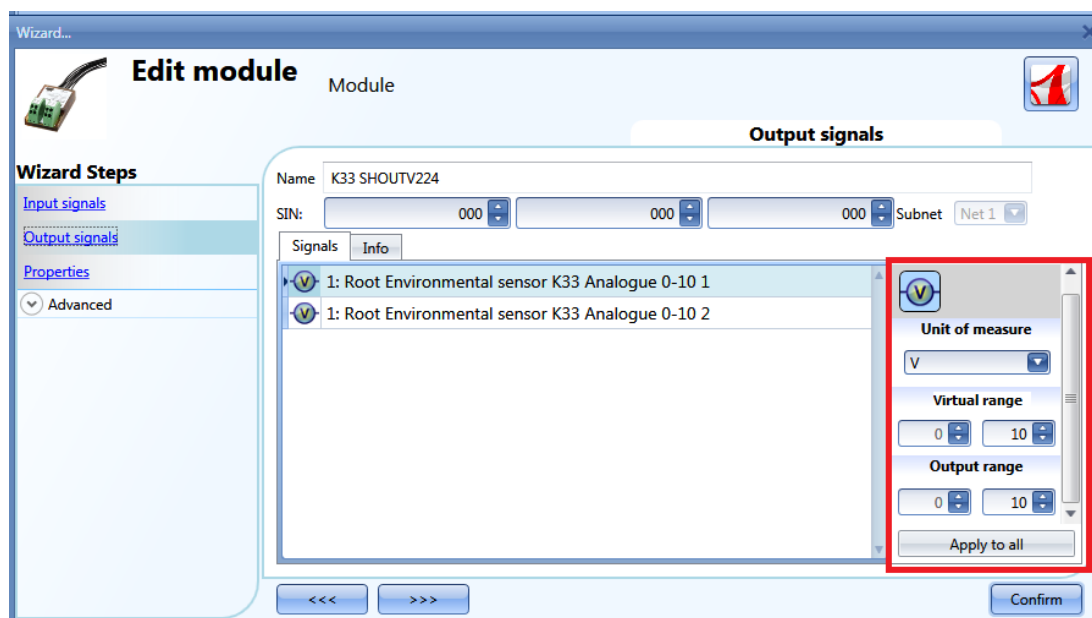 Wizard...
Edit module
Module
Output signals
Wizard Steps
Input signals
Output signals
Properties
Advanced
Name K33 SHOUTV224
SIN: 000 000 000 Subnet Net 1
Signals Info
V 1: Root Environmental sensor K33 Analogue 0-10 1
V 1: Root Environmental sensor K33 Analogue 0-10 2
V
Unit of measure
V
Virtual range
0 10
Output range
0 10
Apply to all
<<< >>> Confirm